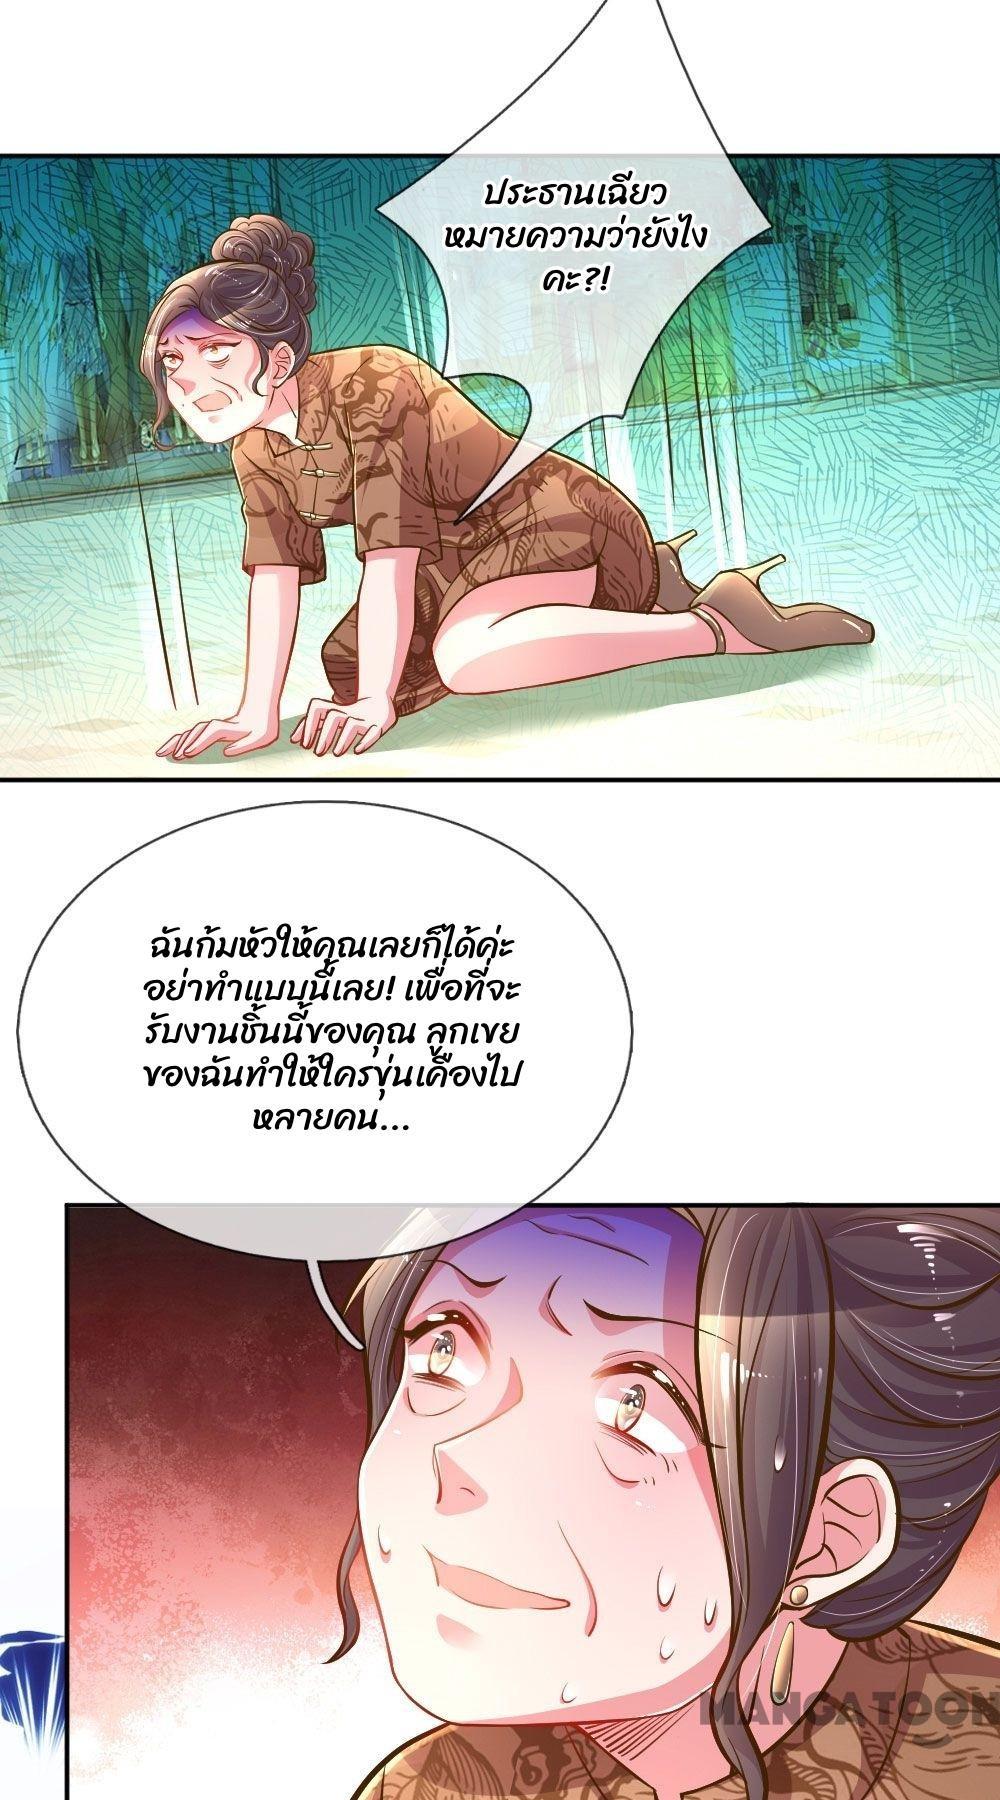 ประธานเฉียว
หมายความว่ายังไง
คะ?!
ฉันก้มหัวให้คุณเลยก็ได้ค่ะ
อย่าทำแบบนี้เลย! เพื่อที่จะ
รับงานชิ้นนี้ของคุณ ลูกเขย
ของฉันทำให้ใครขุ่นเคืองไป
หลายคน...
MANGATOON